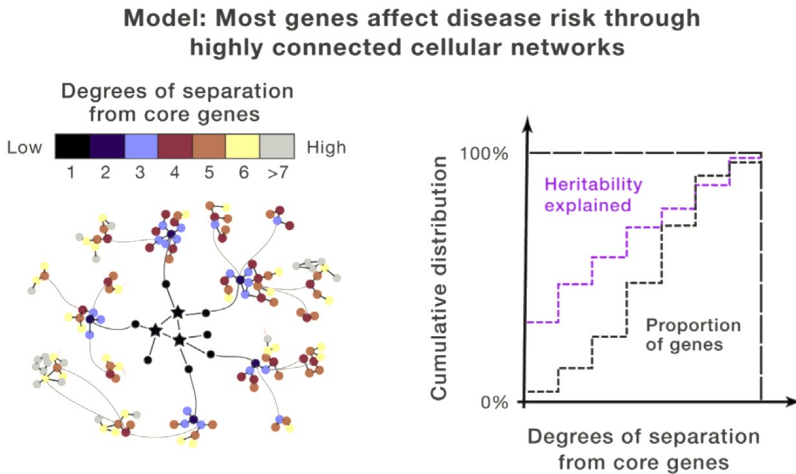 Model: Most genes affect disease risk through
highly connected cellular networks
Degrees of separation
from core genes
Low High
1 2 3 4 5 6 >7
100%
Heritability
explained
Cumulative distribution
Proportion
of genes
0%
Degrees of separation
from core genes